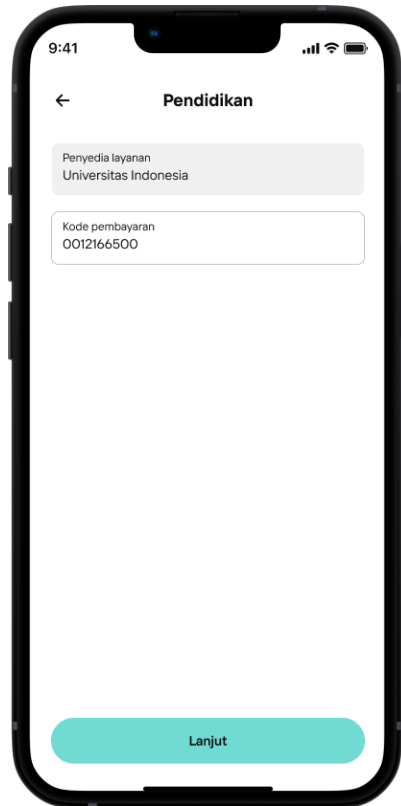 9:41
Pendidikan
Penyedia layanan
Universitas Indonesia
Kode pembayaran
0012166500
Lanjut